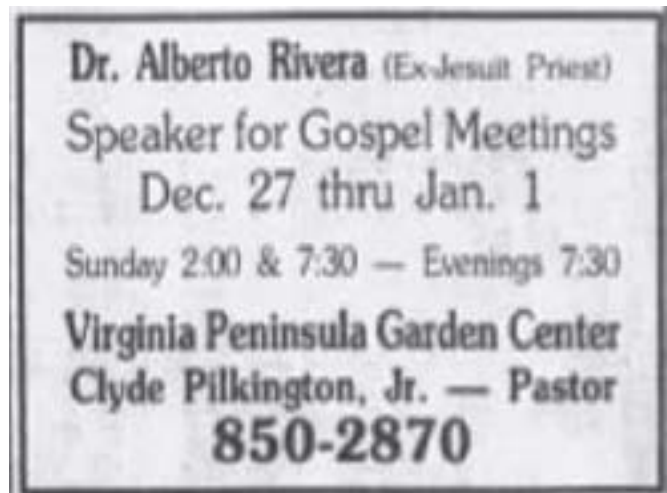 Dr. Alberto Rivera (Ex-Jesuit Priest)
Speaker for Gospel Meetings
Dec. 27 thru Jan. 1
Sunday 2:00 & 7:30 — Evenings 7:30
Virginia Peninsula Garden Center
Clyde Pilkington, Jr. — Pastor
850-2870